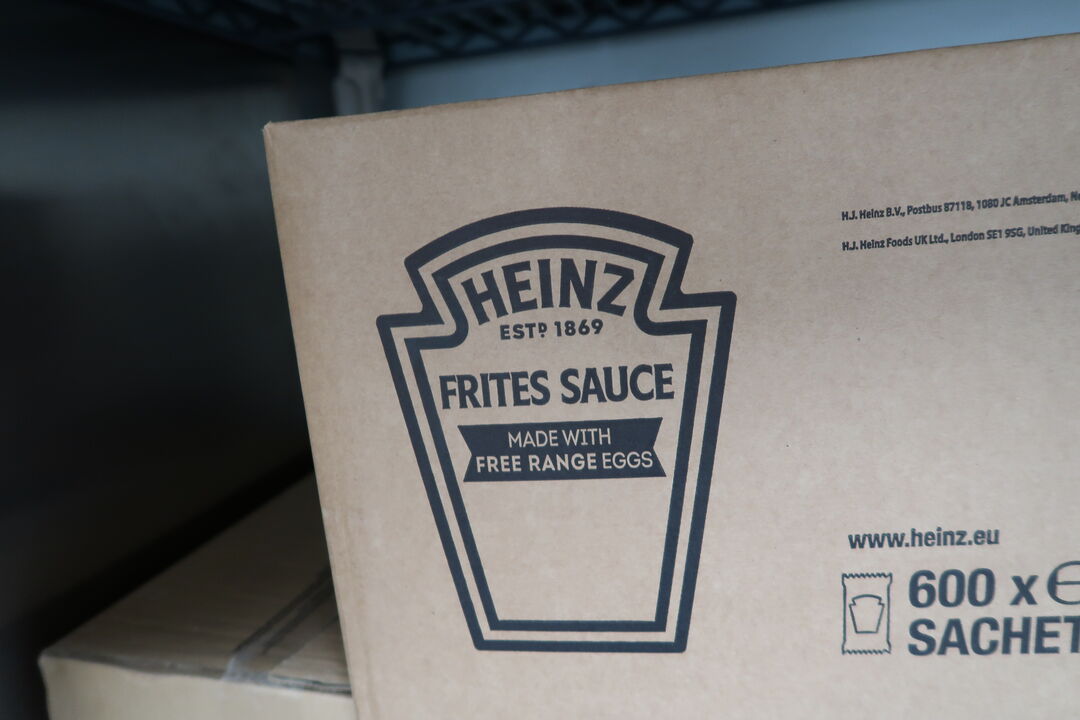 HEINZ
ESTD 1869
FRITES SAUCE
MADE WITH
FREE RANGE EGGS
H.J. Heinz B.V., Postbus 87118, 1080 JC Amsterdam,
H.J. Heinz Foods UK Ltd., London SE1 9SG, United
www.heinz.eu
600 x
SACHET